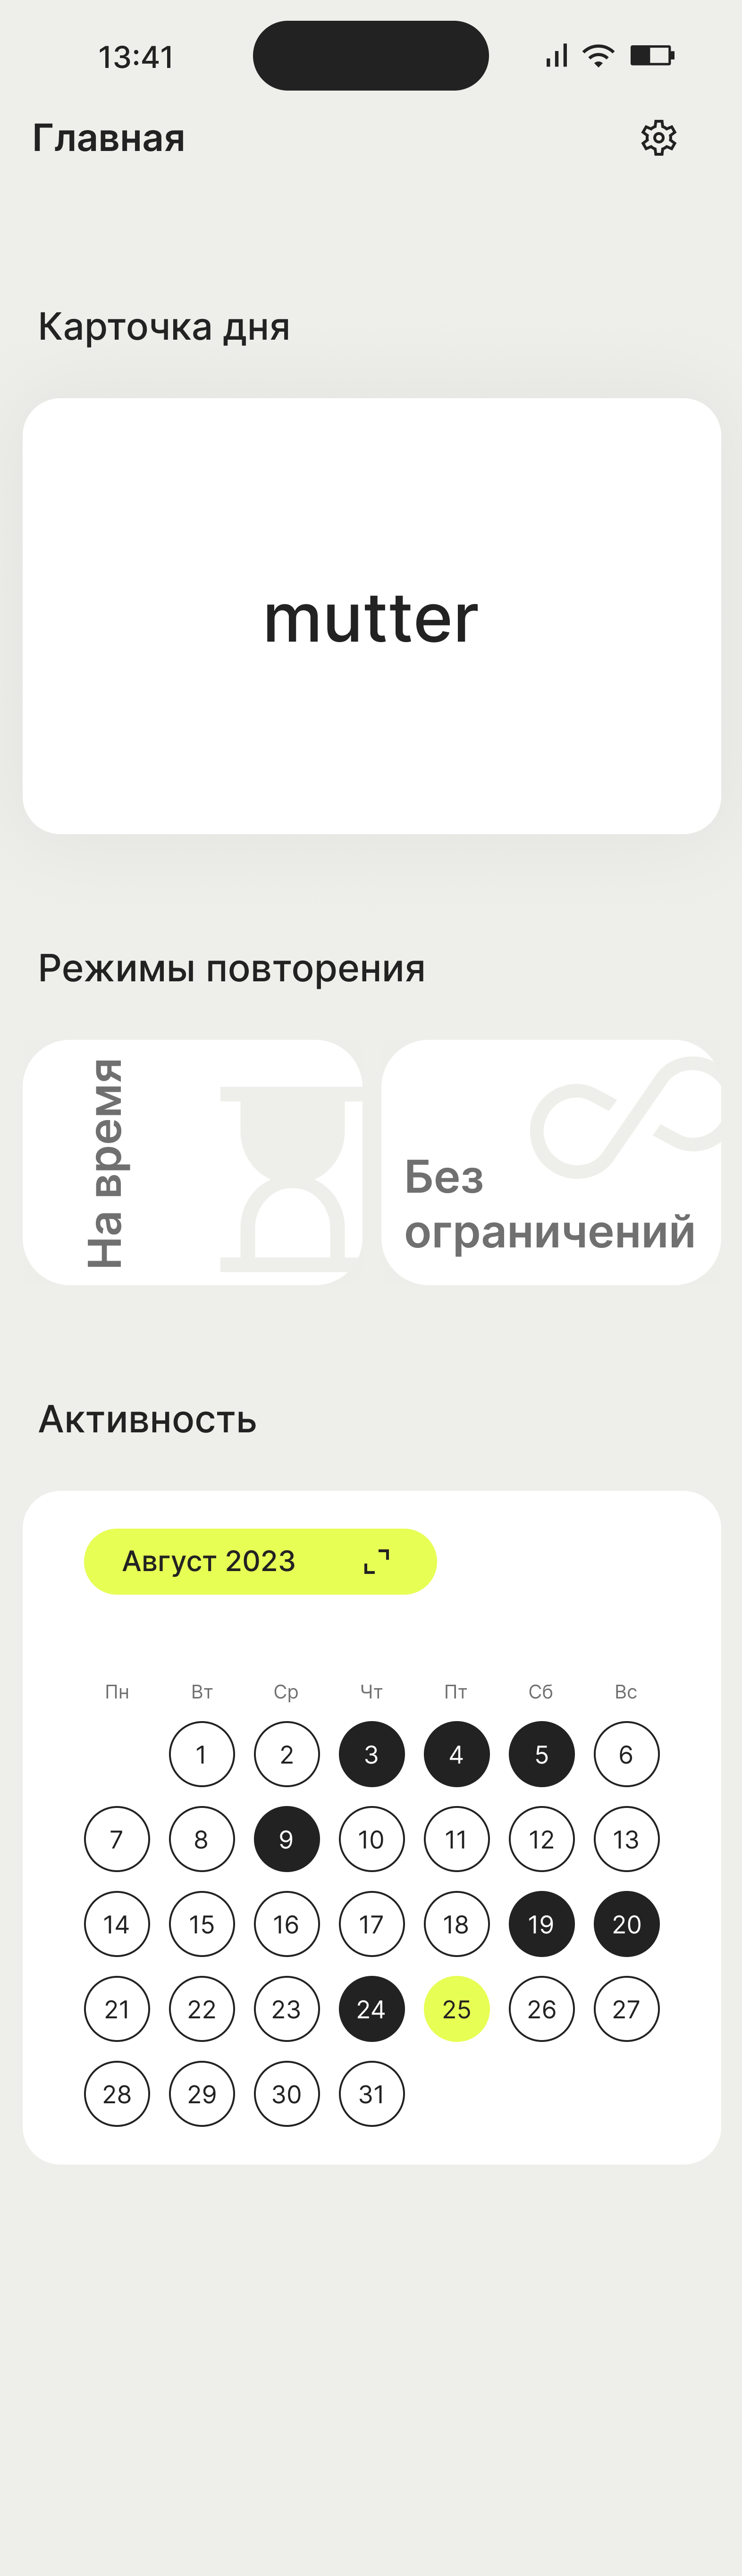 13:41
Главная
Карточка дня
mutter
Режимы повторения
На время
Без
ограничений
Активность
Август 2023
Пн Вт Ср Чт Пт Сб Вс
1 2 3 4 5 6
7 8 9 10 11 12 13
14 15 16 17 18 19 20
21 22 23 24 25 26 27
28 29 30 31